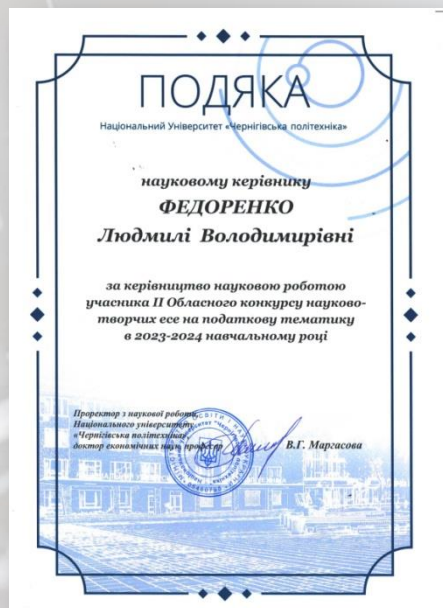 ПОДЯКА
Національний Університет «Чернігівська політехніка»
науковому керівнику
ФЕДОРЕНКО
Людмилі Володимирівні
за керівництво науковою роботою
учасника ІІ Обласного конкурсу науково-
творчих есе на податкову тематику
в 2023-2024 навчальному році
Проректор з наукової роботи
Національного університету
«Чернігівська політехніка»
доктор економічних наук, професор
В.Г. Маргасова